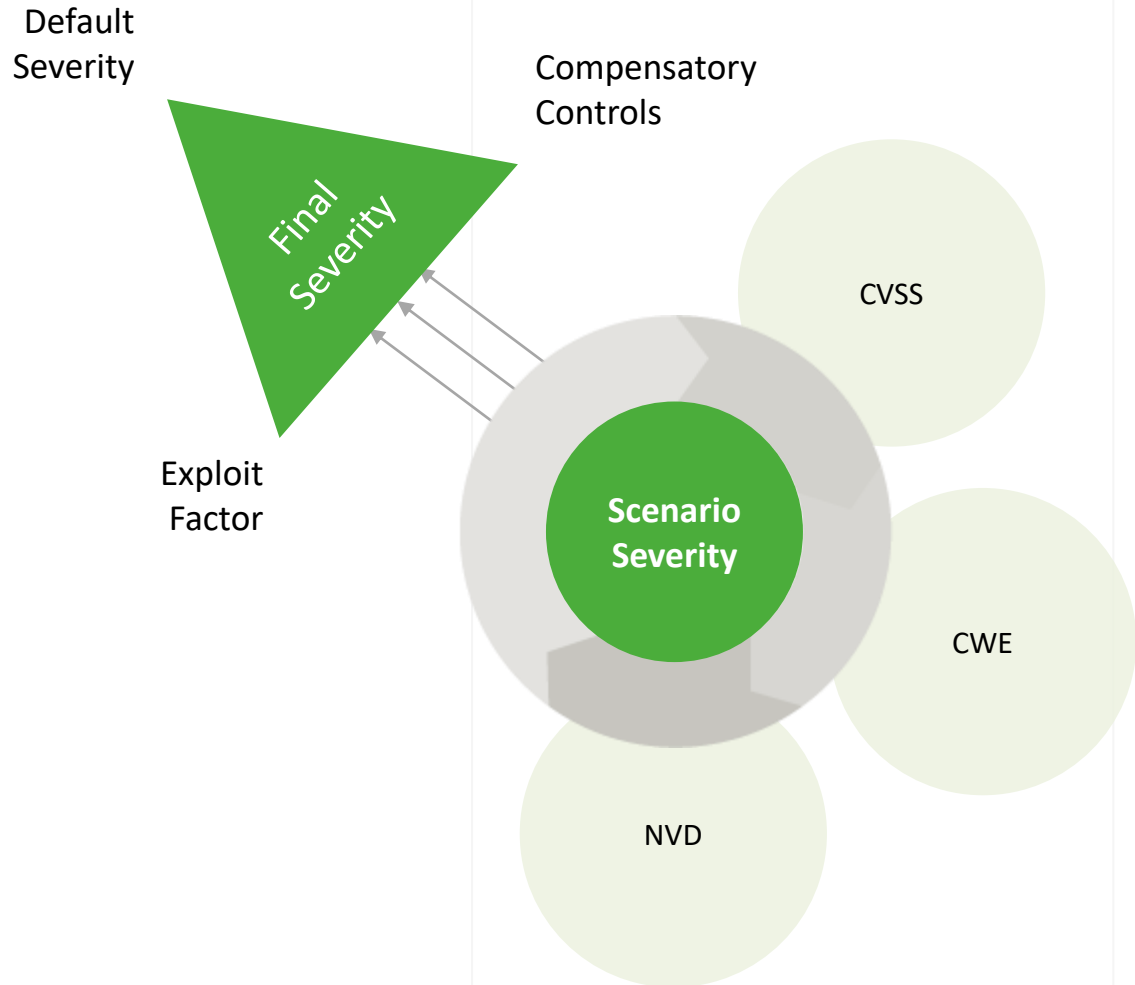 Default
Severity
Compensatory
Controls
Final
Severity
CVSS
Exploit
Factor
Scenario
Severity
CWE
NVD